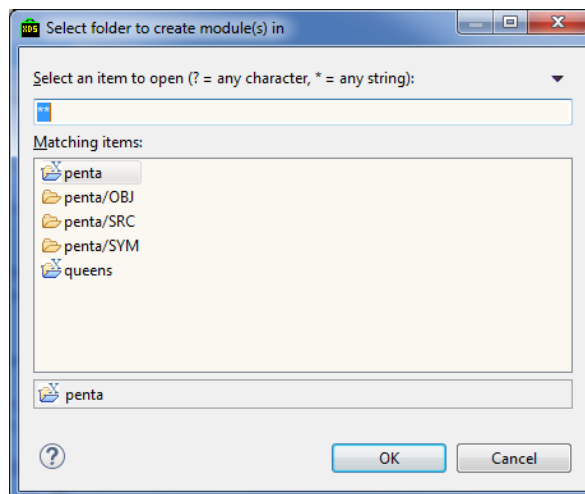 XDS Select folder to create module(s) in
Select an item to open (? = any character, * = any string):
**
Matching items:
penta
penta/OBJ
penta/SRC
penta/SYM
queens
penta
OK Cancel